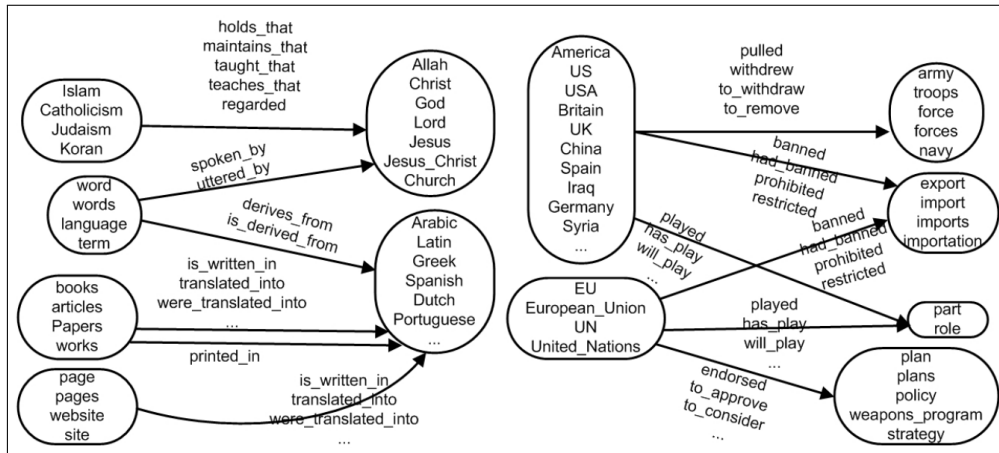 holds_that
maintains_that
taught_that
teaches_that
regarded
Islam
Catholicism
Judaism
Koran
Allah
Christ
God
Lord
Jesus
Jesus_Christ
Church
spoken_by
uttered_by
word
words
language
term
derives_from
is_derived_from
Arabic
Latin
Greek
Spanish
Dutch
Portuguese
...
is_written_in
translated_into
were_translated_into
...
books
articles
Papers
works
printed_in
page
pages
website
site
is_written_in
translated_into
were_translated_into
...
America
US
USA
Britain
UK
China
Spain
Iraq
Germany
Syria
...
pulled
withdrew
to_withdraw
to_remove
army
troops
force
forces
navy
banned
had_banned
prohibited
restricted
export
import
imports
importation
played
has_play
will_play
...
banned
had_banned
prohibited
restricted
EU
European_Union
UN
United_Nations
played
has_play
will_play
...
part
role
endorsed
to_approve
to_consider
...
plan
plans
policy
weapons_program
strategy